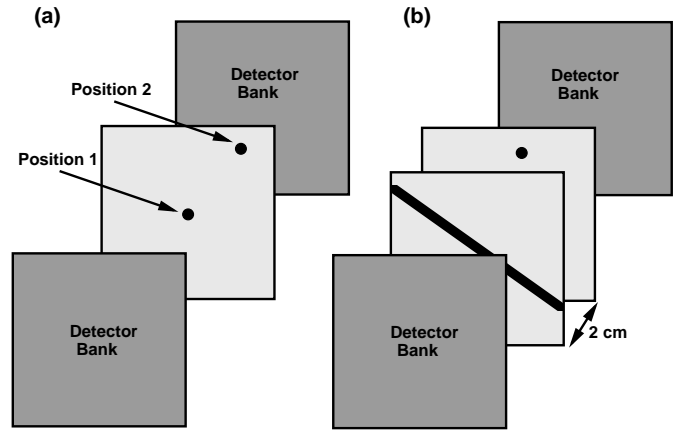 (a)
Detector
Bank
Position 2
Position 1
Detector
Bank
(b)
Detector
Bank
Detector
Bank
2 cm